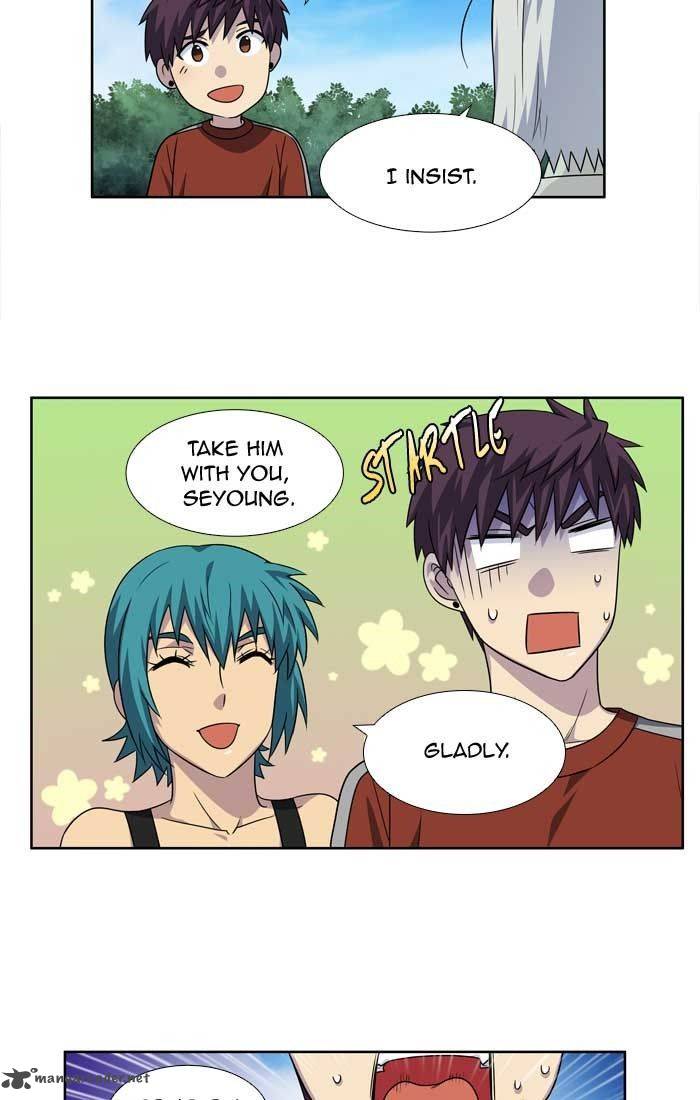 I INSIST.
TAKE HIM
WITH YOU,
SEYOUNG.
STARTLE
GLADLY.